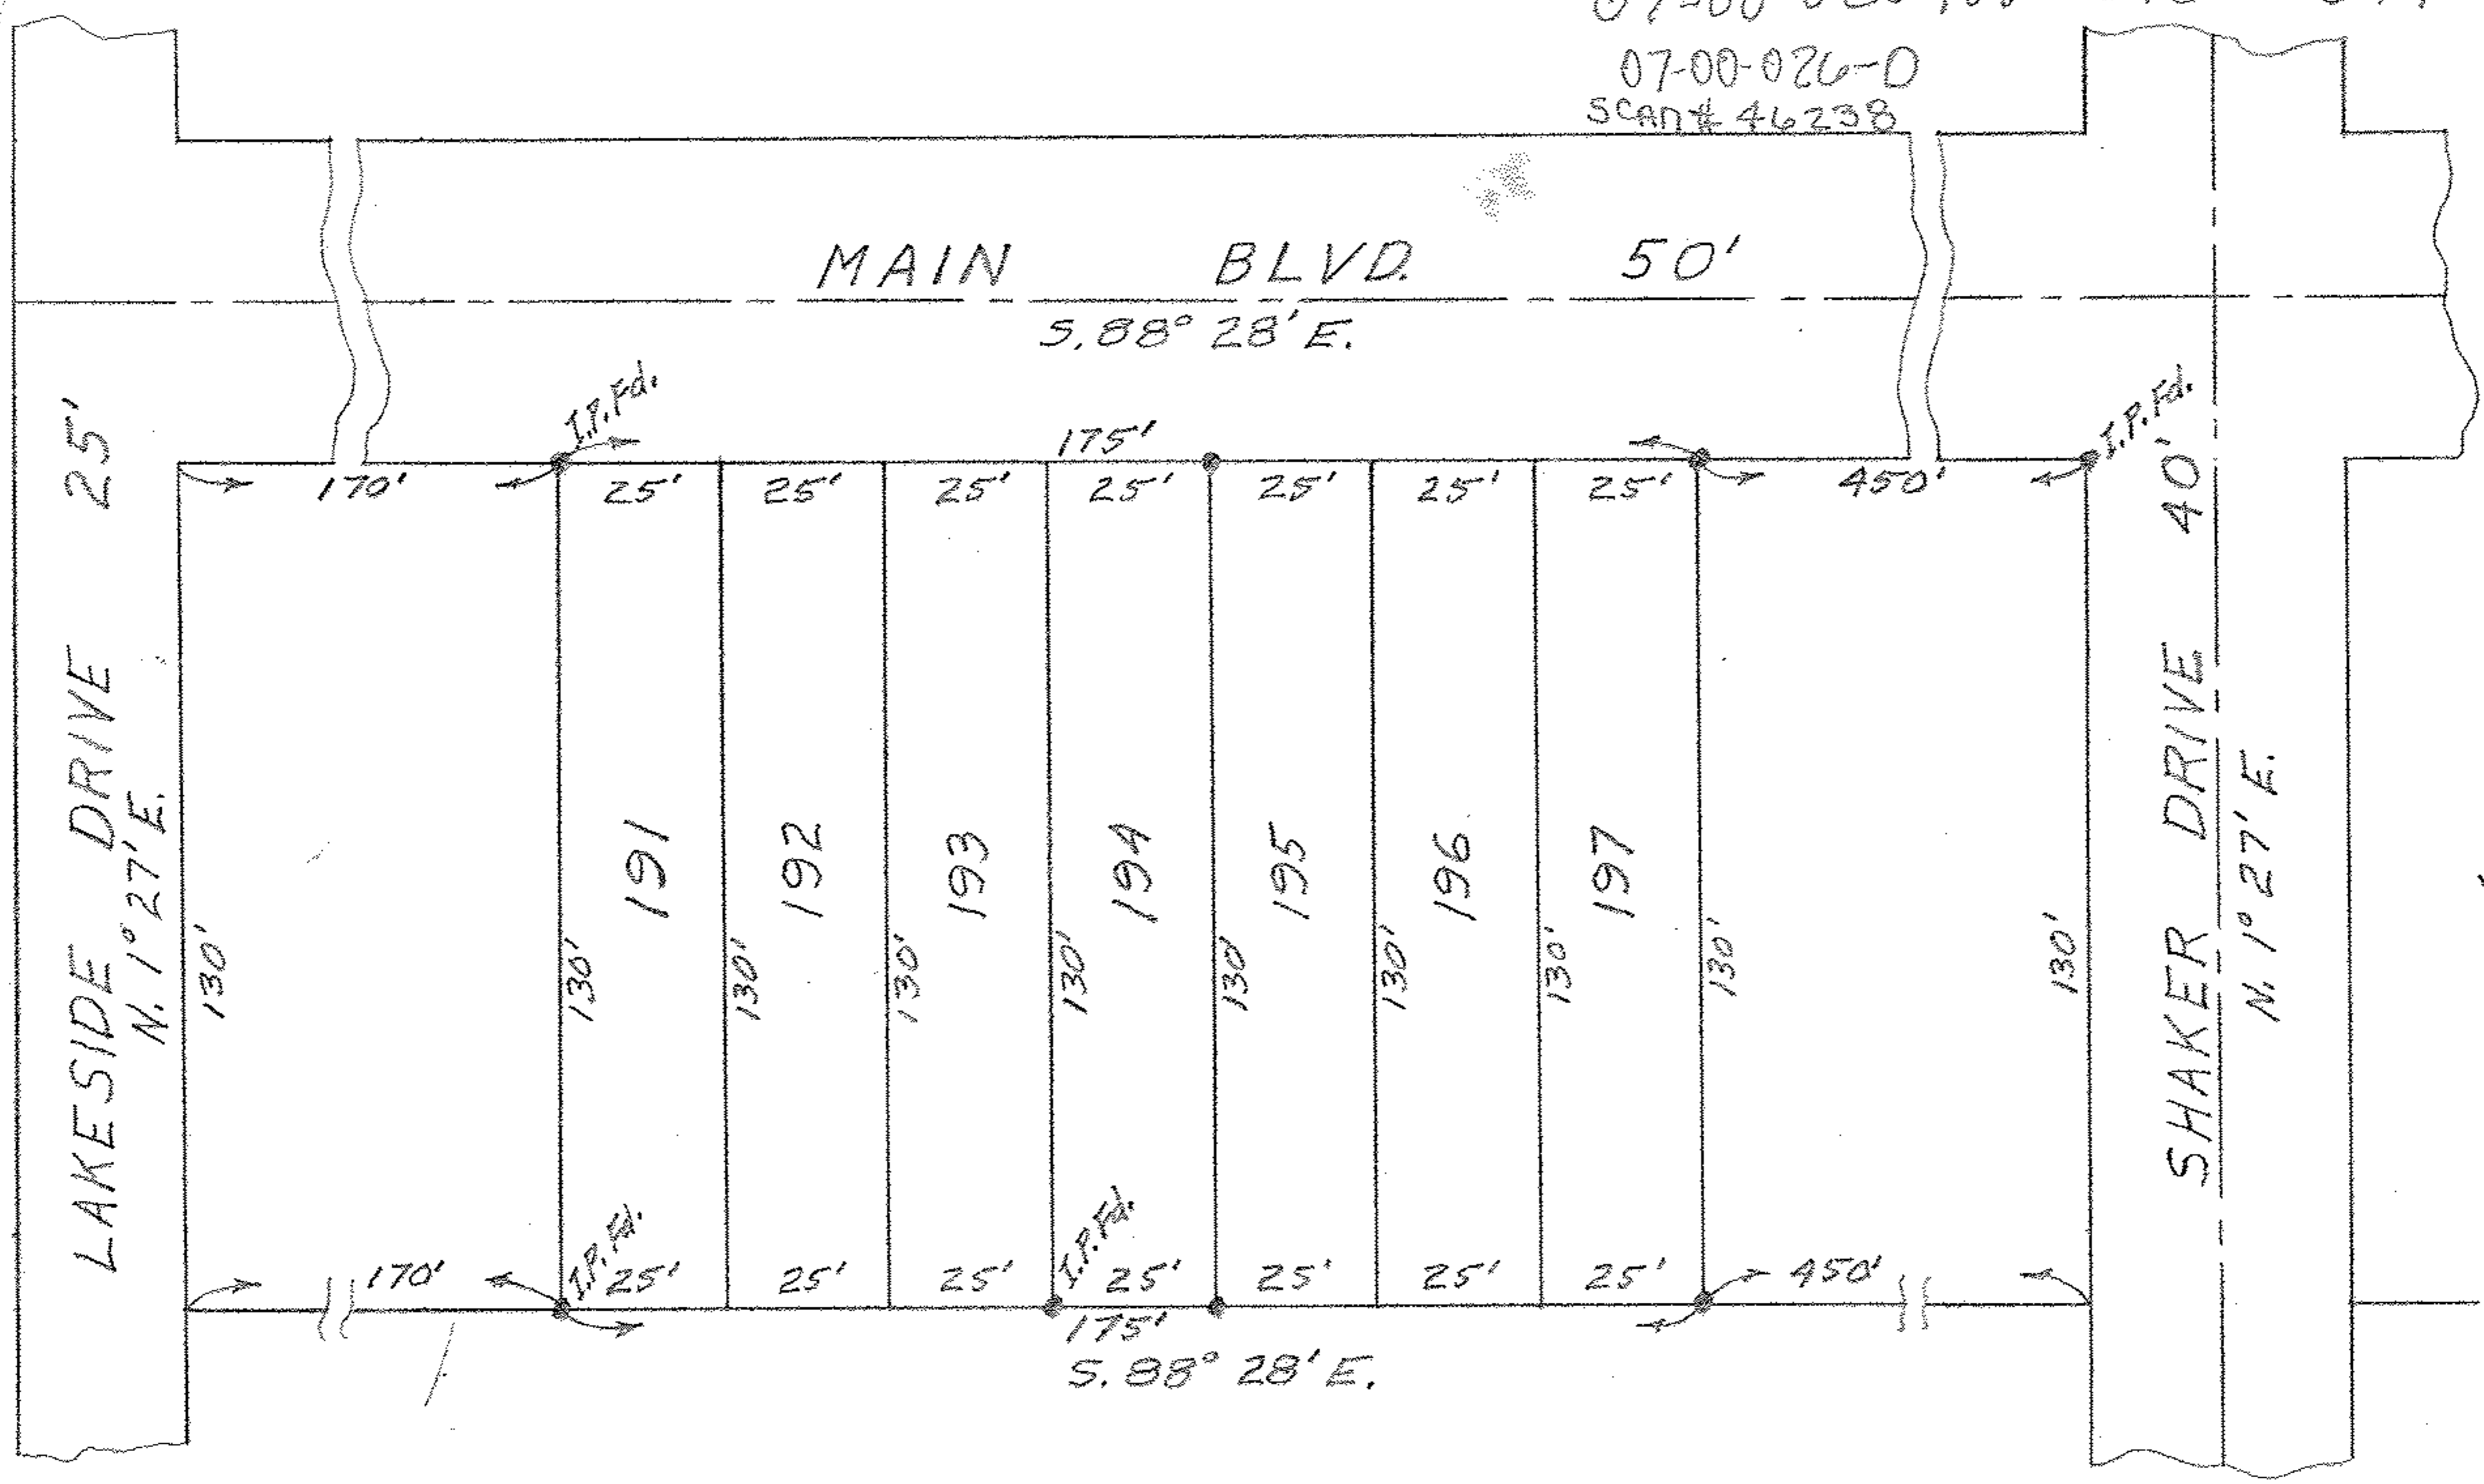 07-00-026-D
SCAN# 46238
MAIN BLVD. 50'
S. 88° 28' E.
LAKESIDE DRIVE 25'
N. 1° 27' E.
SHAKER DRIVE 40'
N. 1° 27' E.
I.P. Fd.
I.P. Fd.
175'
170' 25' 25' 25' 25' 25' 25' 25' 450'
191 192 193 194 195 196 197
130' 130' 130' 130' 130' 130 130' 130' 130' 130'
I.P. Fd.
I.P. Fd.
170' 25' 25' 25' 25' 25' 25' 25' 450'
175'
S. 88° 28' E.